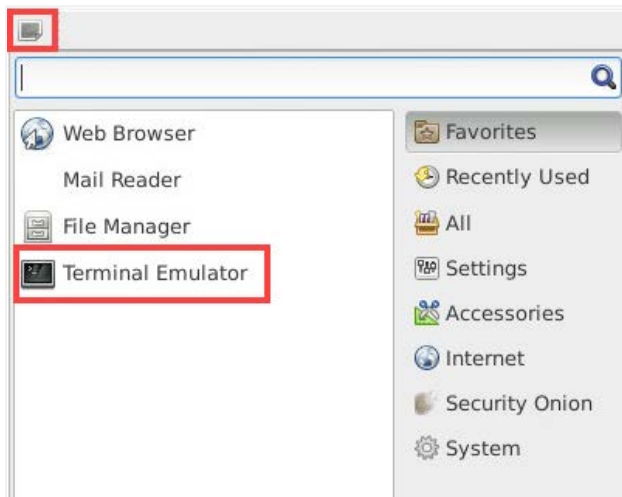 Web Browser
Mail Reader
File Manager
Terminal Emulator
Favorites
Recently Used
All
Settings
Accessories
Internet
Security Onion
System